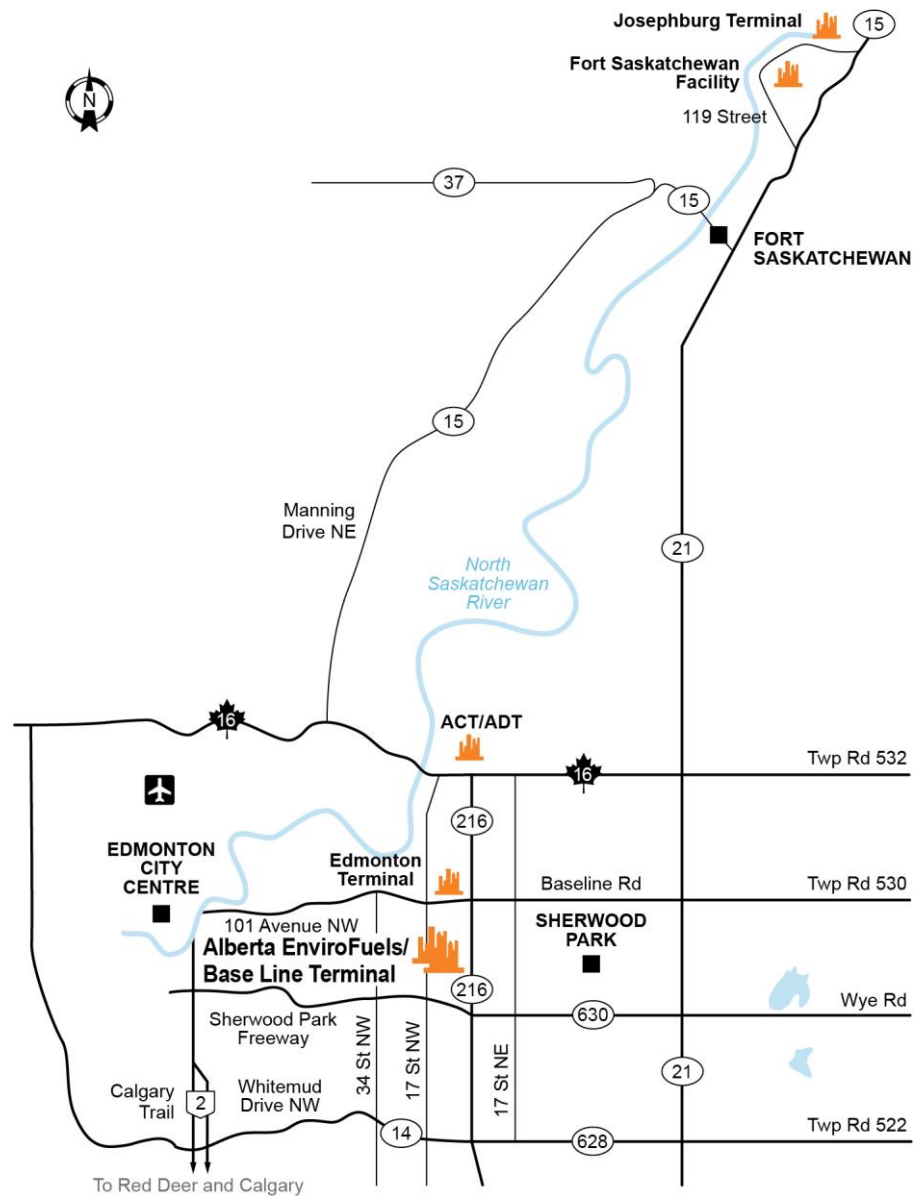 Josephburg Terminal
15
Fort Saskatchewan
Facility
119 Street
N
37
15
FORT
SASKATCHEWAN
15
Manning
Drive NE
21
North
Saskatchewan
River
16
ACT/ADT
Twp Rd 532
16
216
EDMONTON
CITY
CENTRE
Edmonton
Terminal
Baseline Rd
Twp Rd 530
101 Avenue NW
SHERWOOD
PARK
Alberta EnviroFuels/
Base Line Terminal
216
Wye Rd
630
Sherwood Park
Freeway
34 St NW
17 St NW
17 St NE
21
Calgary
Trail
2
Whitemud
Drive NW
14
628
Twp Rd 522
To Red Deer and Calgary